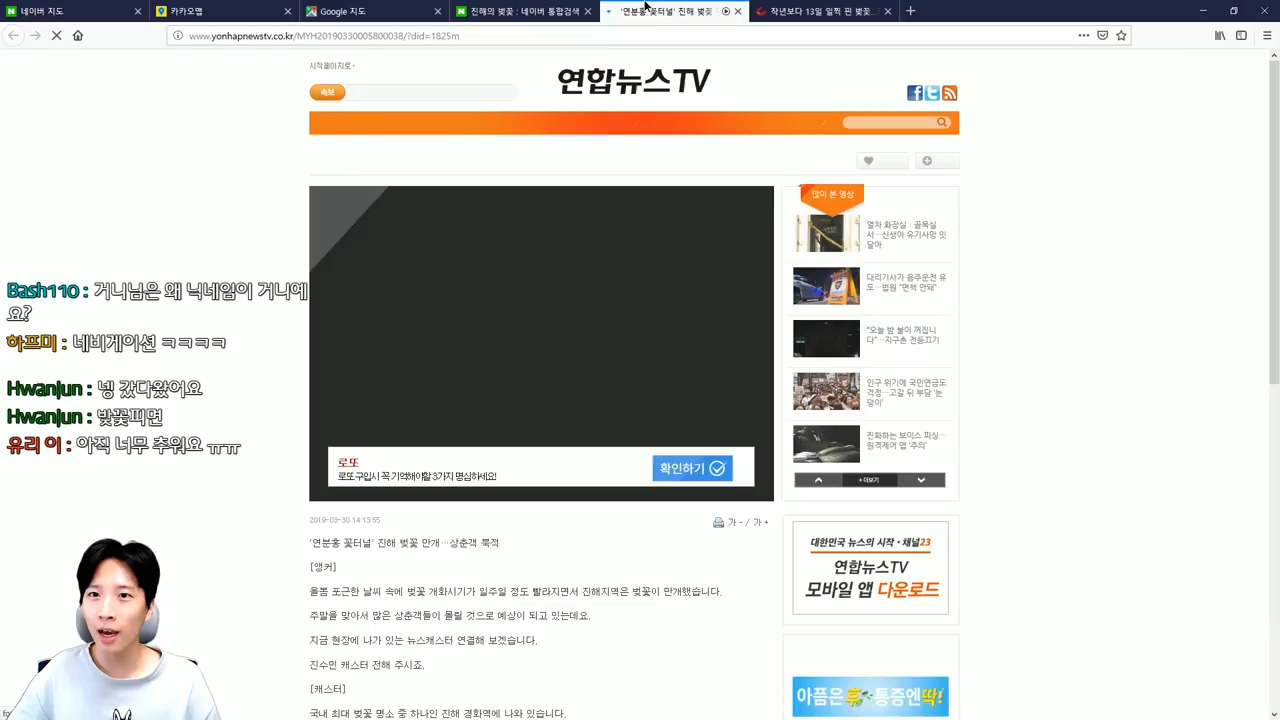 네이버 지도
카카오맵
Google 지도
진해의 벚꽃 : 네이버 통합검색
'연분홍 꽃터널' 진해 벚꽃
작년보다 13일 일찍 핀 벚꽃...
www.yonhapnewstv.co.kr/MYH20190330005800038/?did=1825m
시작페이지로
속보
연합뉴스TV
많이 본 영상
열차 화장실·골목실
서…신생아 유기사망 잇
달아
대리기사가 음주운전 유
도…법원 "면책 안돼"
"오늘 밤 불이 꺼집니
다"…지구촌 전등끄기
인구 위기에 국민연금도
걱정…고갈 뒤 부담 '눈
덩이'
진화하는 보이스 피싱…
원격제어 앱 '주의'
+더보기
Bash110 : 거니님은 왜 닉네임이 거니에
요?
하프미 : 네비게이션 ㅋㅋㅋㅋ
Hwanjun : 넹 갔다왔어요
Hwanjun : 벚꽃피면
유리 이 : 아직 너무 추워요 ㅠㅠ
로또
로또 구입시 꼭 기억해야할 3가지 명심하세요!
확인하기
2019-03-30 14:13:55
가 - / 가 +
'연분홍 꽃터널' 진해 벚꽃 만개…상춘객 북적
[앵커]
올봄 포근한 날씨 속에 벚꽃 개화시기가 일주일 정도 빨라지면서 진해지역은 벚꽃이 만개했습니다.
주말을 맞아서 많은 상춘객들이 몰릴 것으로 예상이 되고 있는데요.
지금 현장에 나가 있는 뉴스캐스터 연결해 보겠습니다.
진수민 캐스터 전해 주시죠.
[캐스터]
국내 최대 벚꽃 명소 중 하나인 진해 경화역에 나와 있습니다.
대한민국 뉴스의 시작 · 채널23
연합뉴스TV
모바일 앱 다운로드
아픔은 휴~ 통증엔 딱!